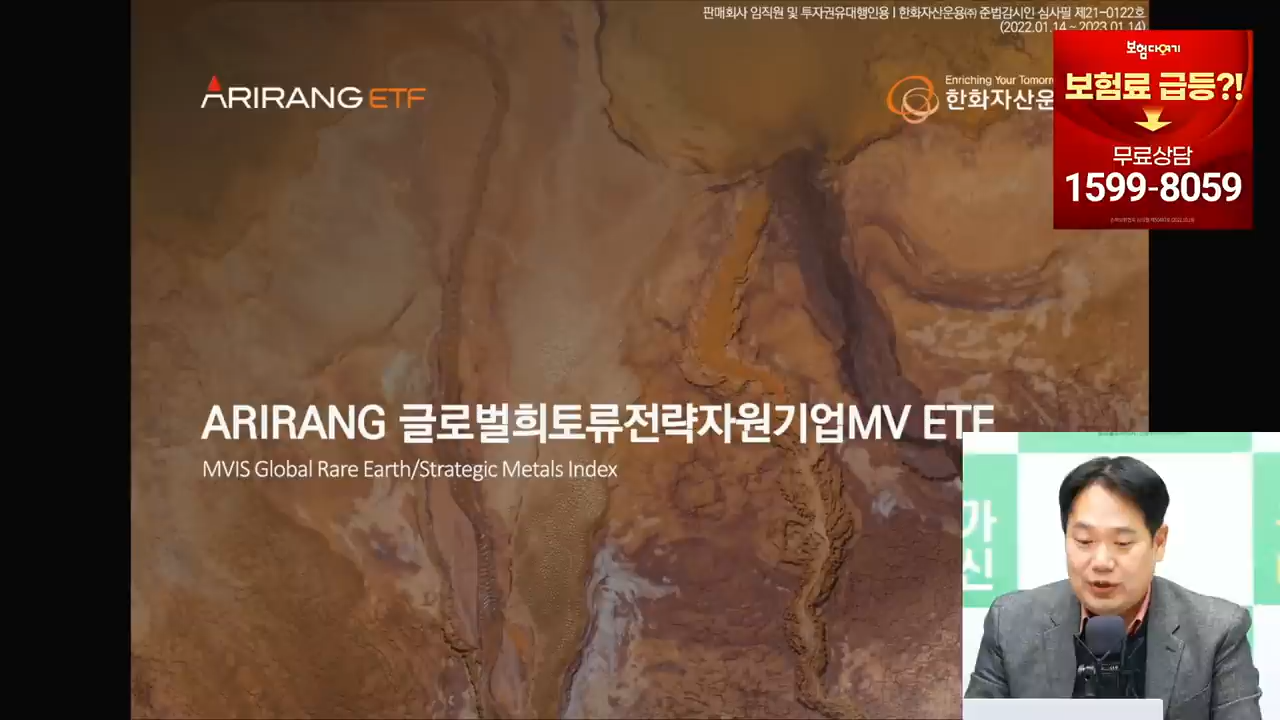 판매회사 임직원 및 투자권유대행인용 I 한화자산운용㈜ 준법감시인 심사필 제21-0122호
(2022.01.14 ~ 2023.01.14)
ARIRANG ETF
Enriching Your Tomorro
한화자산운
보험다여기
보험료 급등?!
무료상담
1599-8059
ARIRANG 글로벌희토류전략자원기업MV ETF
MVIS Global Rare Earth/Strategic Metals Index
가
신